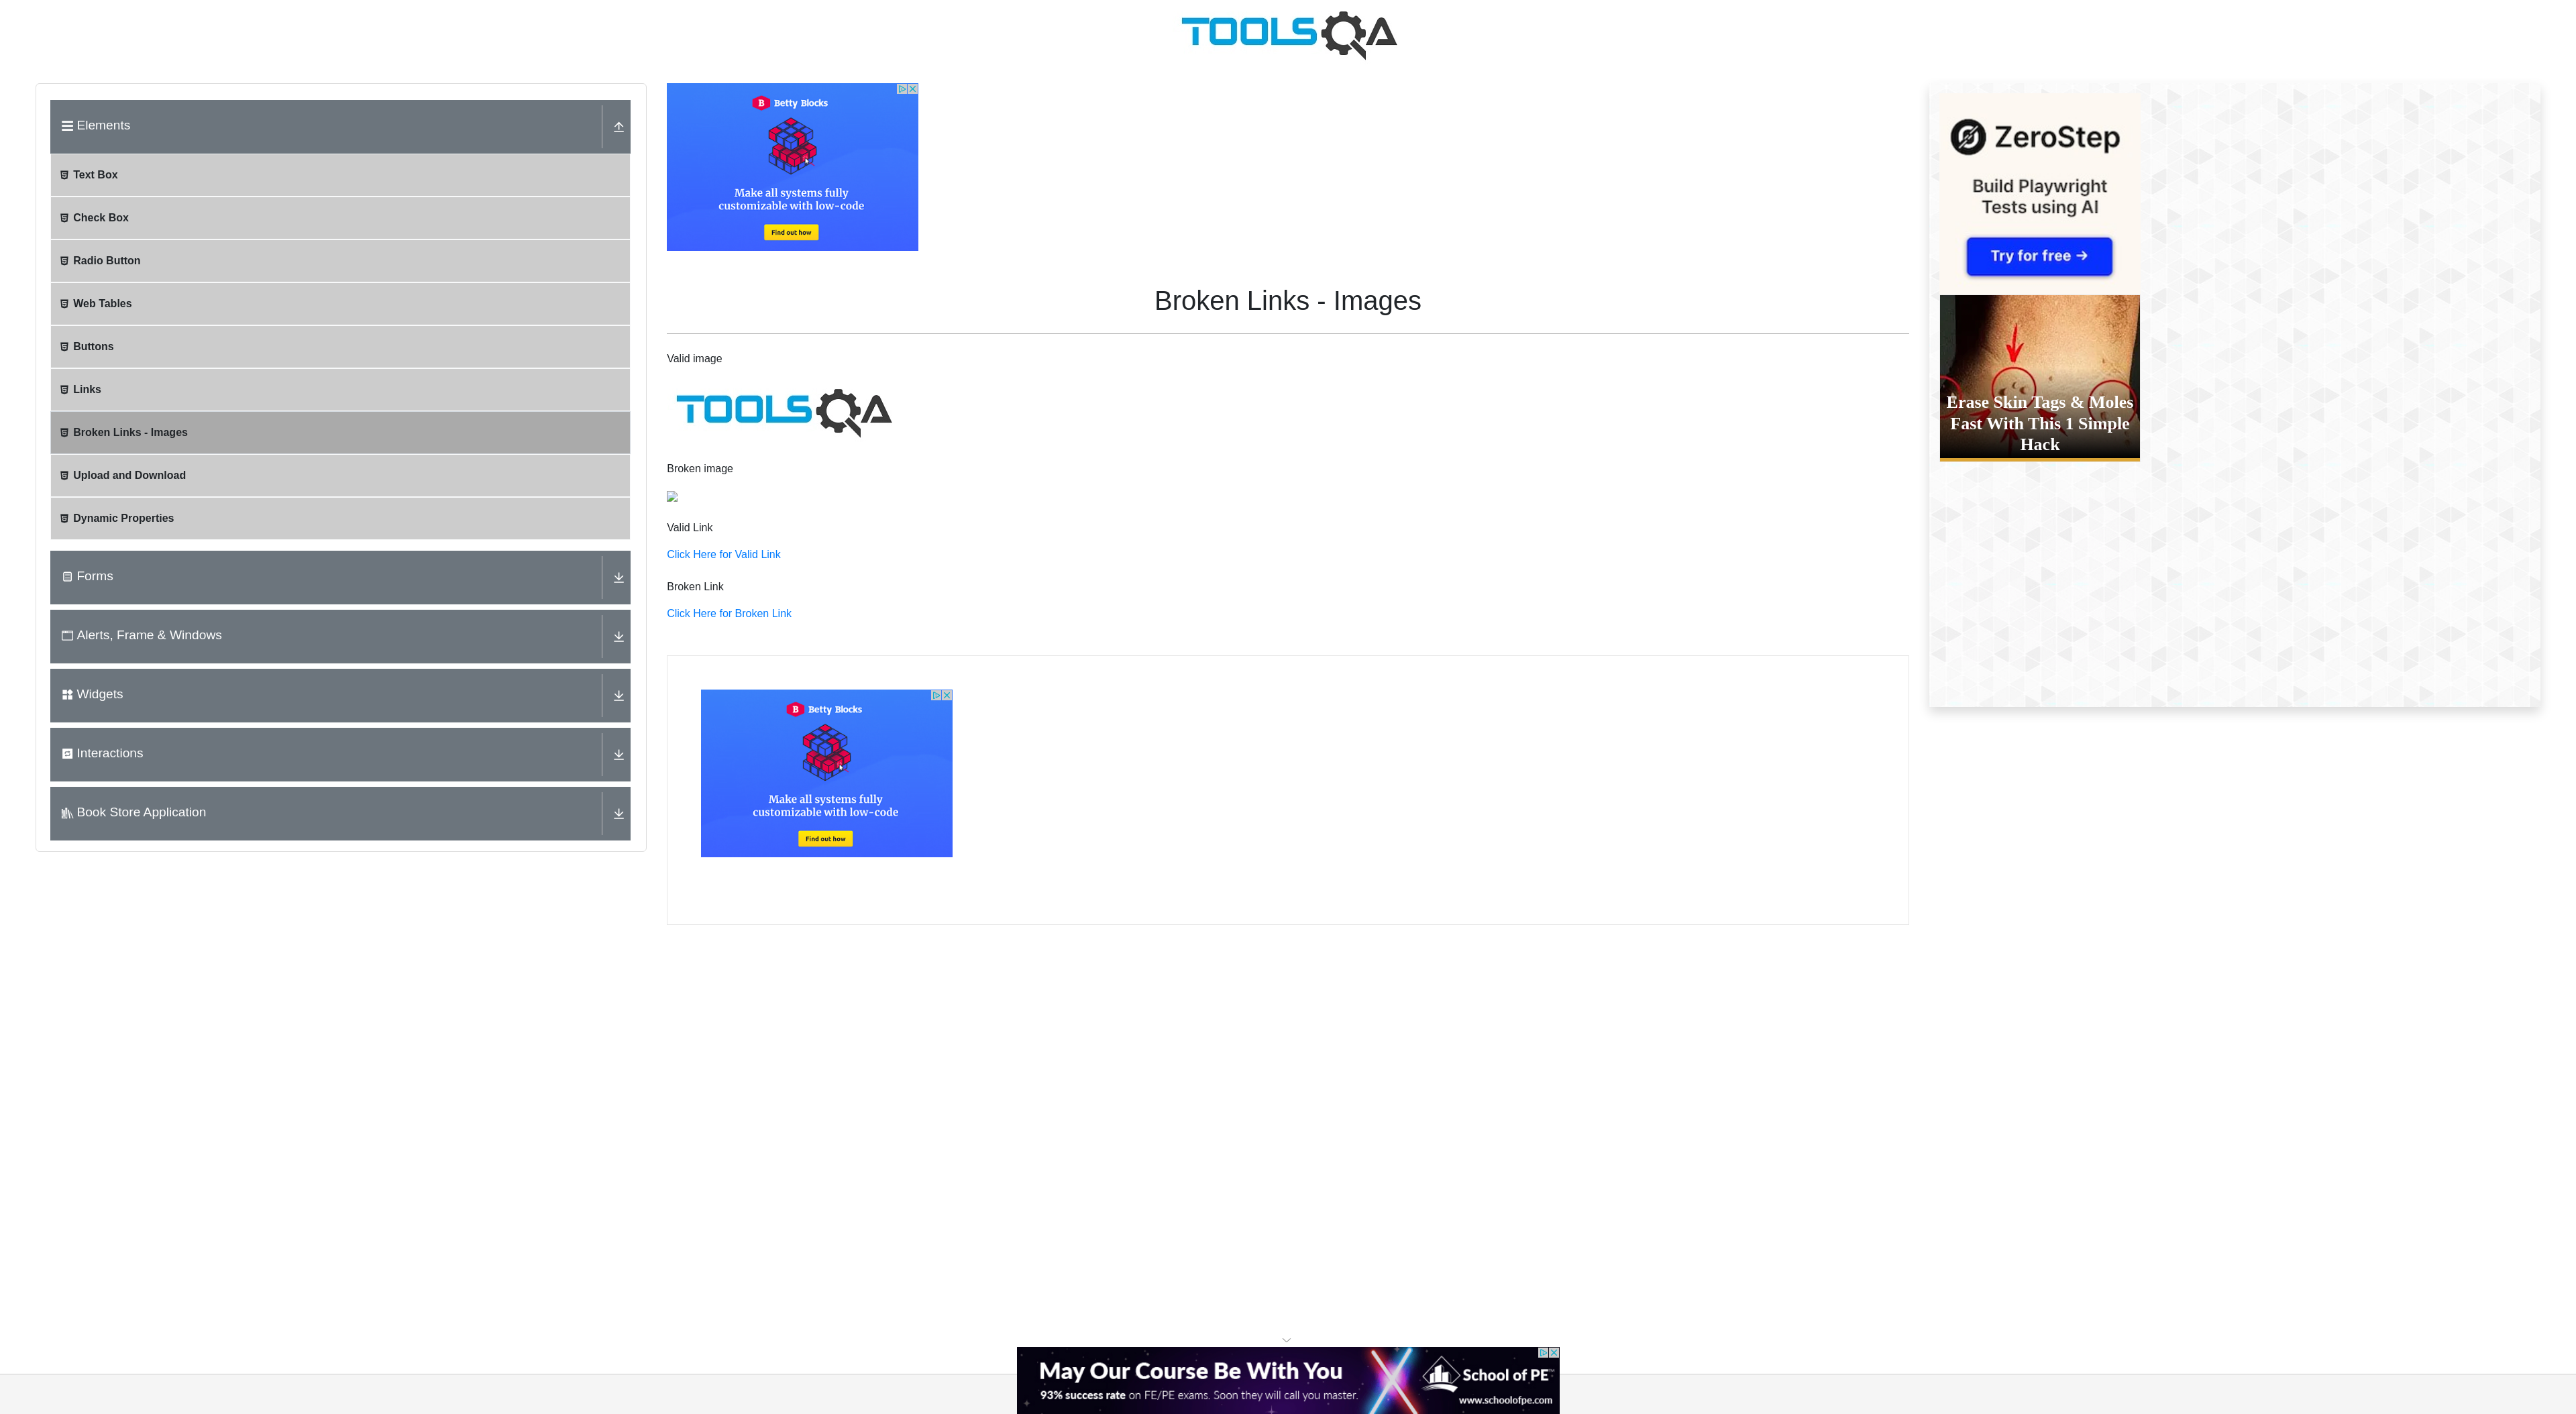 TOOLSQA
Elements
Text Box
Check Box
Radio Button
Web Tables
Buttons
Links
Broken Links - Images
Upload and Download
Dynamic Properties
Forms
Alerts, Frame & Windows
Widgets
Interactions
Book Store Application
B Betty Blocks
Make all systems fully
customizable with low-code
Find out how
Broken Links - Images
Valid image
TOOLSQA
Broken image
Valid Link
Click Here for Valid Link
Broken Link
Click Here for Broken Link
B Betty Blocks
Make all systems fully
customizable with low-code
Find out how
ZeroStep
Build Playwright
Tests using AI
Try for free →
Erase Skin Tags & Moles
Fast With This 1 Simple
Hack
May Our Course Be With You
93% success rate on FE/PE exams. Soon they will call you master.
School of PE
www.schoolofpe.com